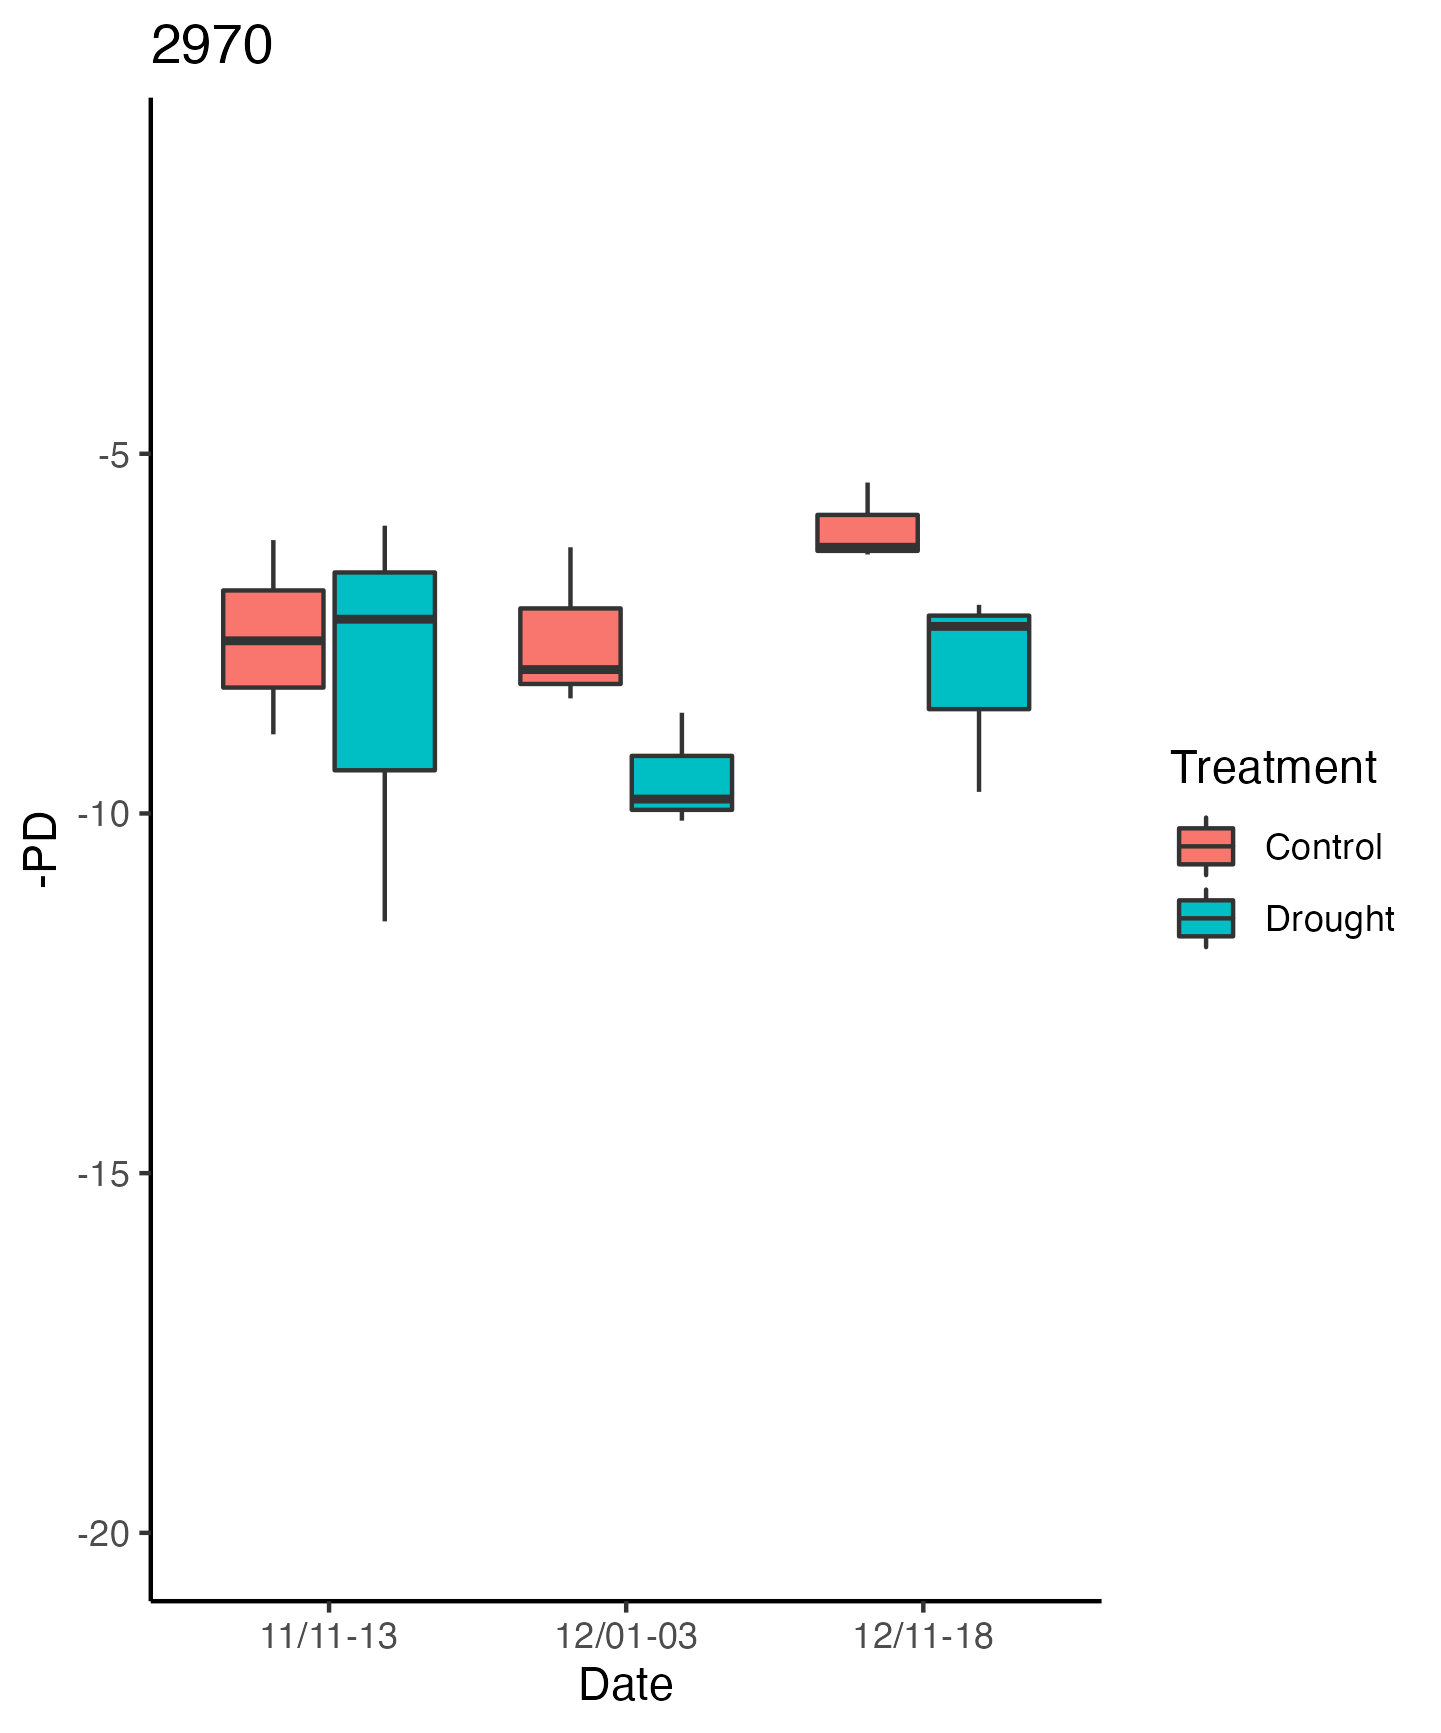 2970
-PD
-5
-10
-15
-20
11/11-13
12/01-03
12/11-18
Date
Treatment
Control
Drought